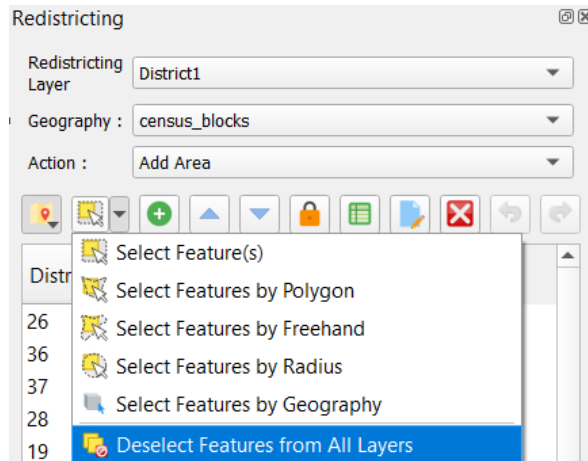 Redistricting
Redistricting
Layer
District1
Geography :
census_blocks
Action :
Add Area
Select Feature(s)
Distr
Select Features by Polygon
26
Select Features by Freehand
36
Select Features by Radius
37
Select Features by Geography
28
Deselect Features from All Layers
19